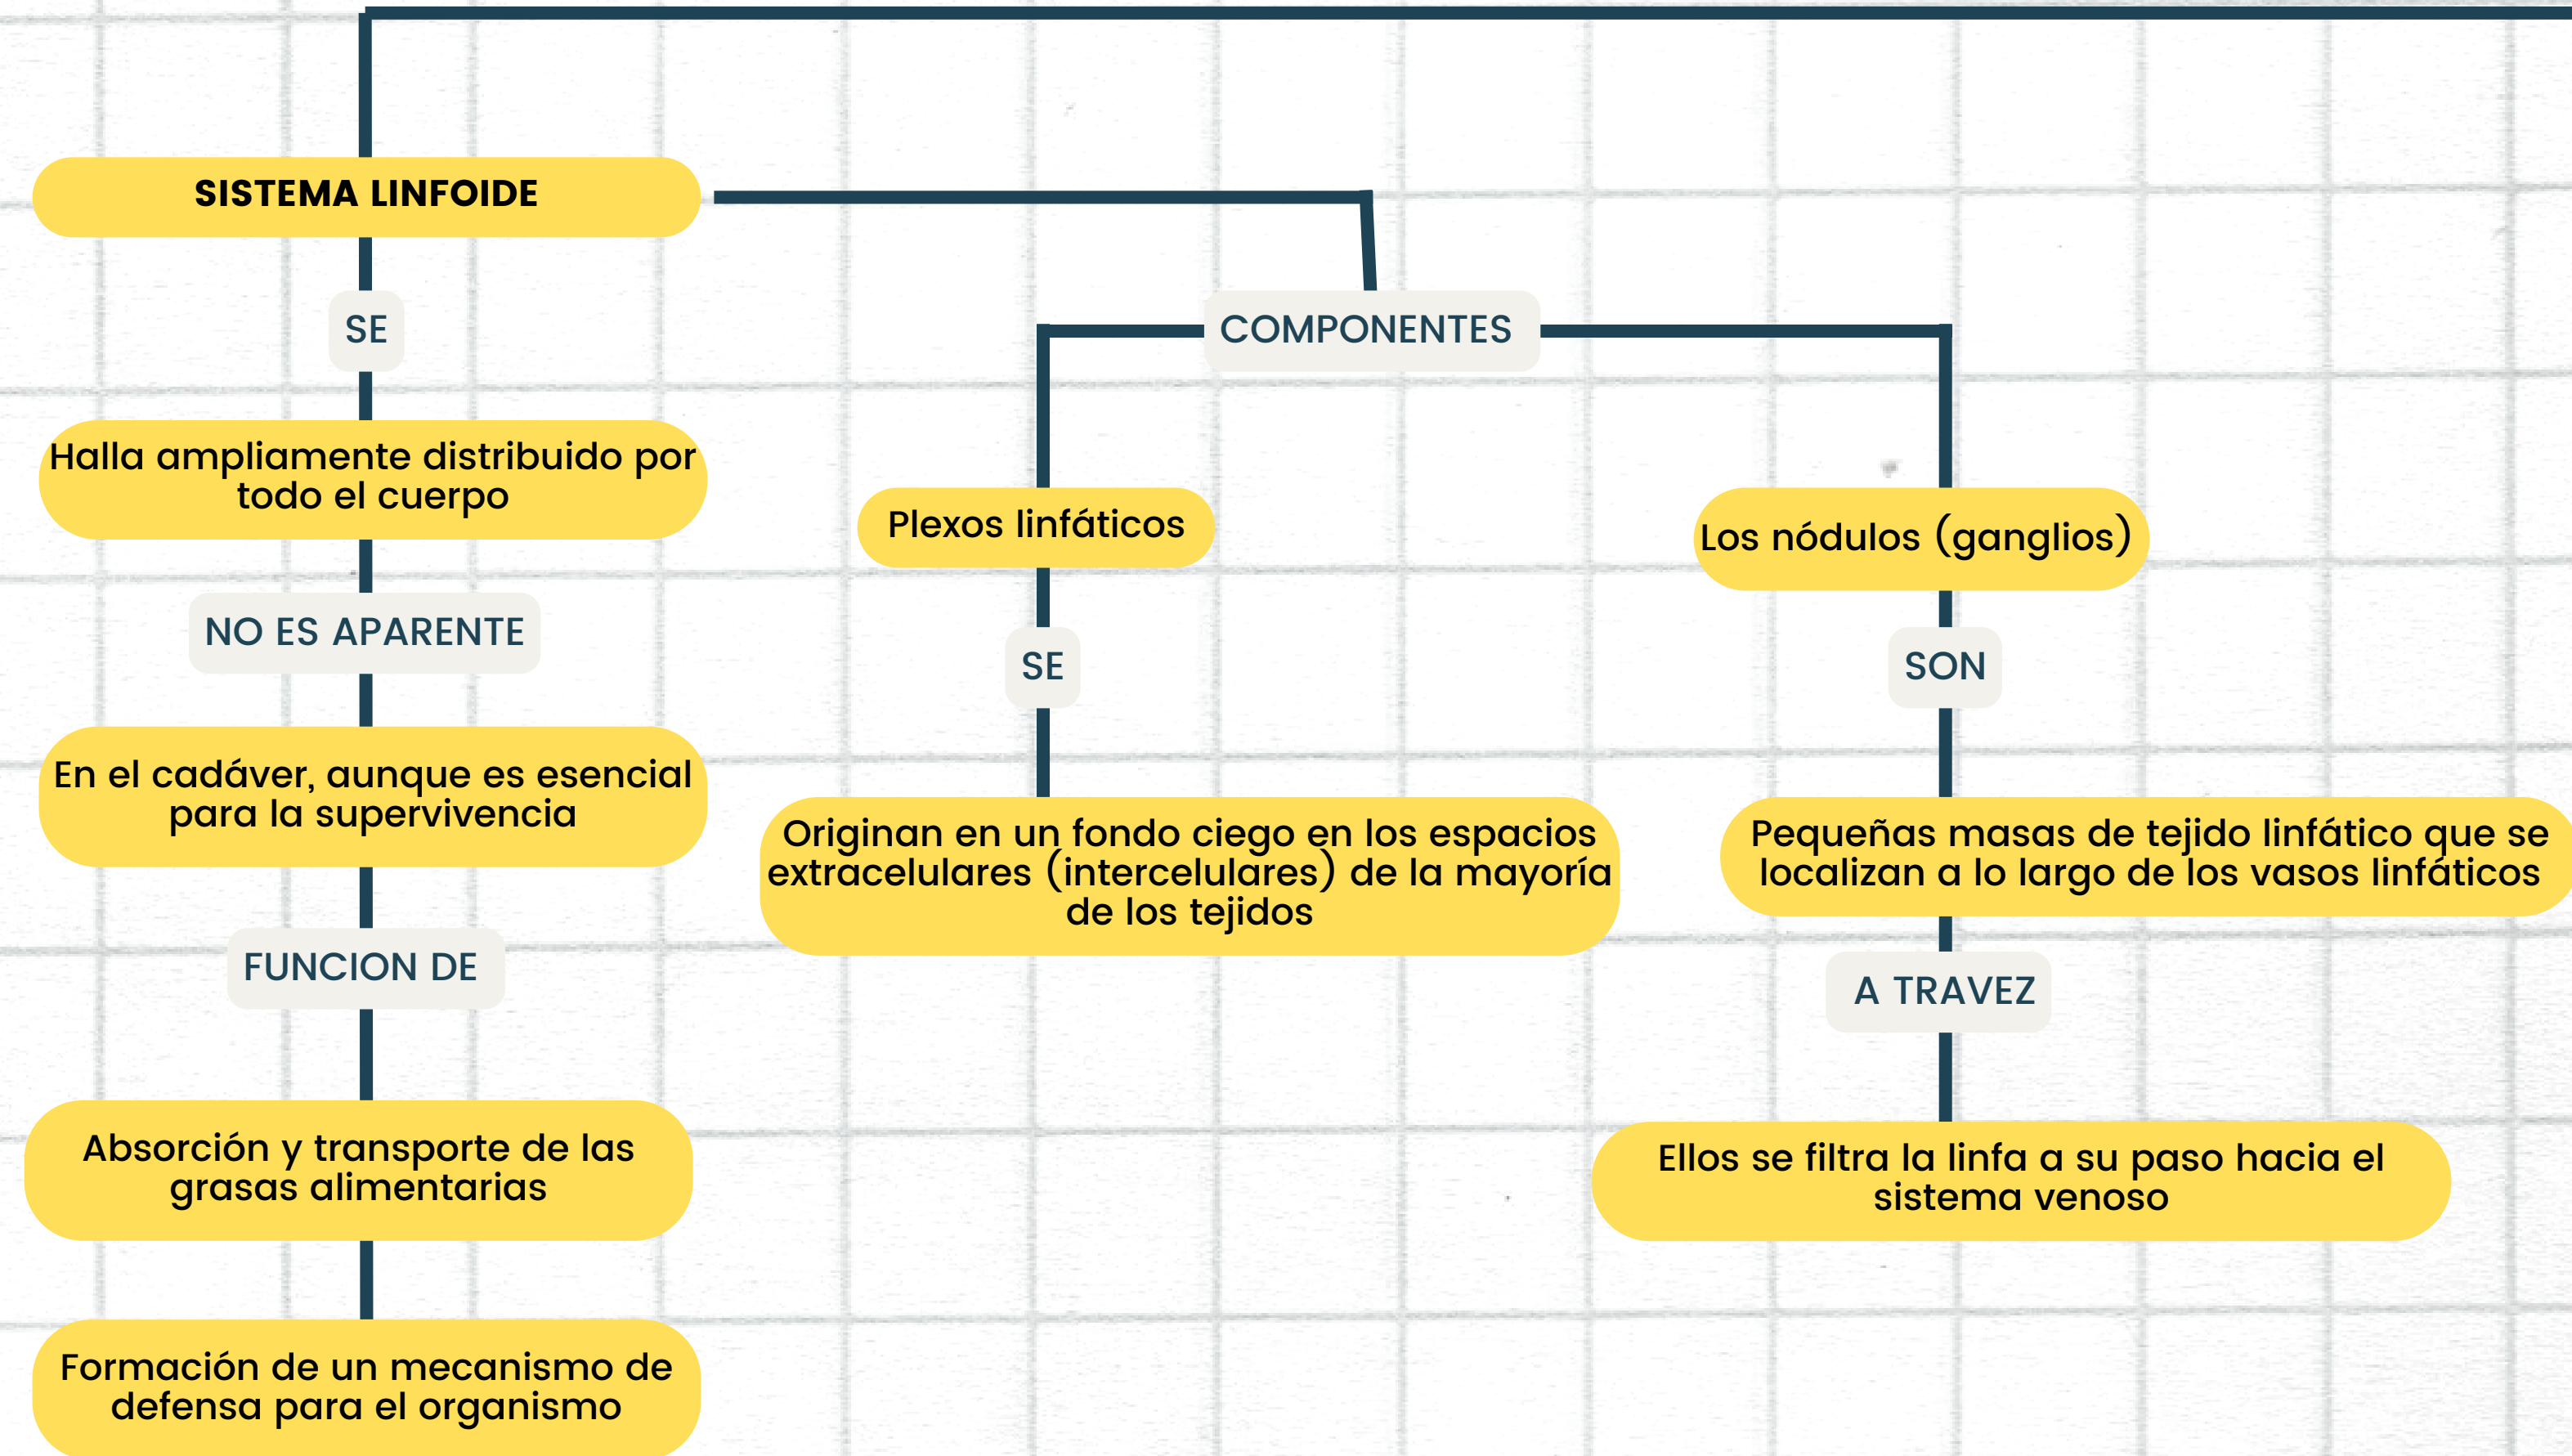 SISTEMA LINFOIDE
SE
Halla ampliamente distribuido por
todo el cuerpo
NO ES APARENTE
En el cadáver, aunque es esencial
para la supervivencia
FUNCION DE
Absorción y transporte de las
grasas alimentarias
Formación de un mecanismo de
defensa para el organismo
COMPONENTES
Plexos linfáticos
SE
Originan en un fondo ciego en los espacios
extracelulares (intercelulares) de la mayoría
de los tejidos
Los nódulos (ganglios)
SON
Pequeñas masas de tejido linfático que se
localizan a lo largo de los vasos linfáticos
A TRAVEZ
Ellos se filtra la linfa a su paso hacia el
sistema venoso